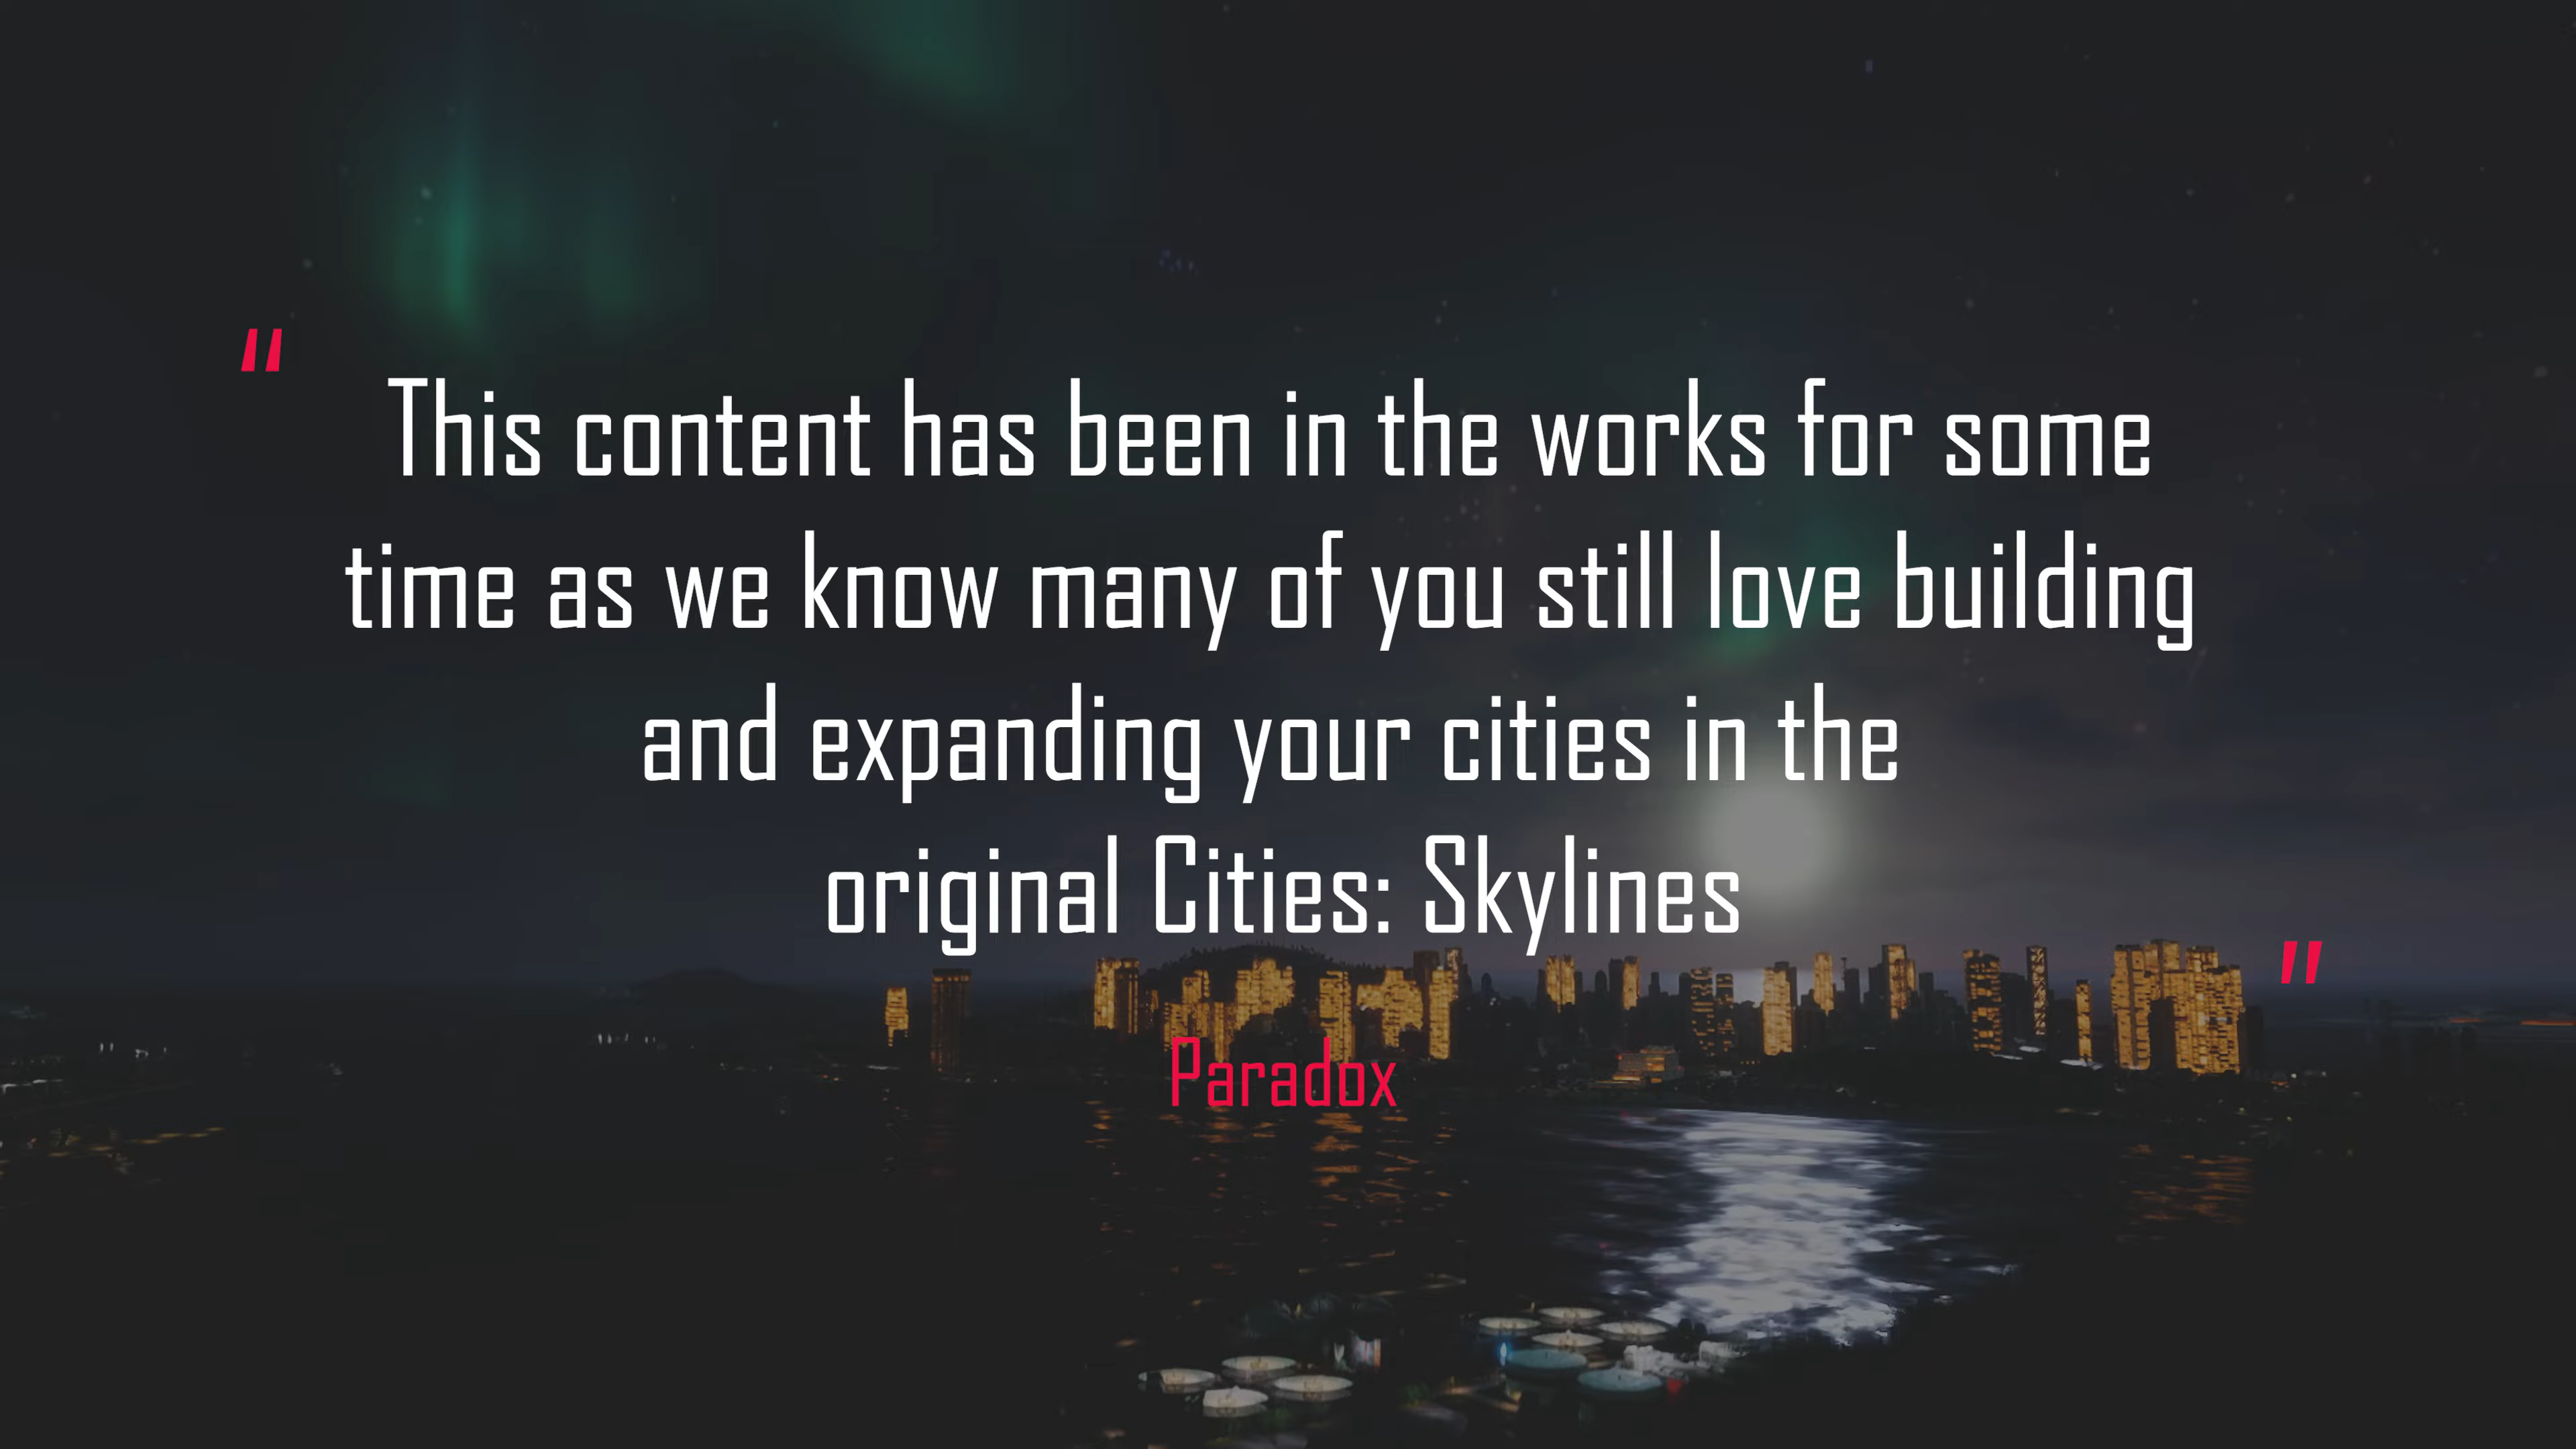 "
This content has been in the works for some
time as we know many of you still love building
and expanding your cities in the
original Cities: Skylines
"
Paradox